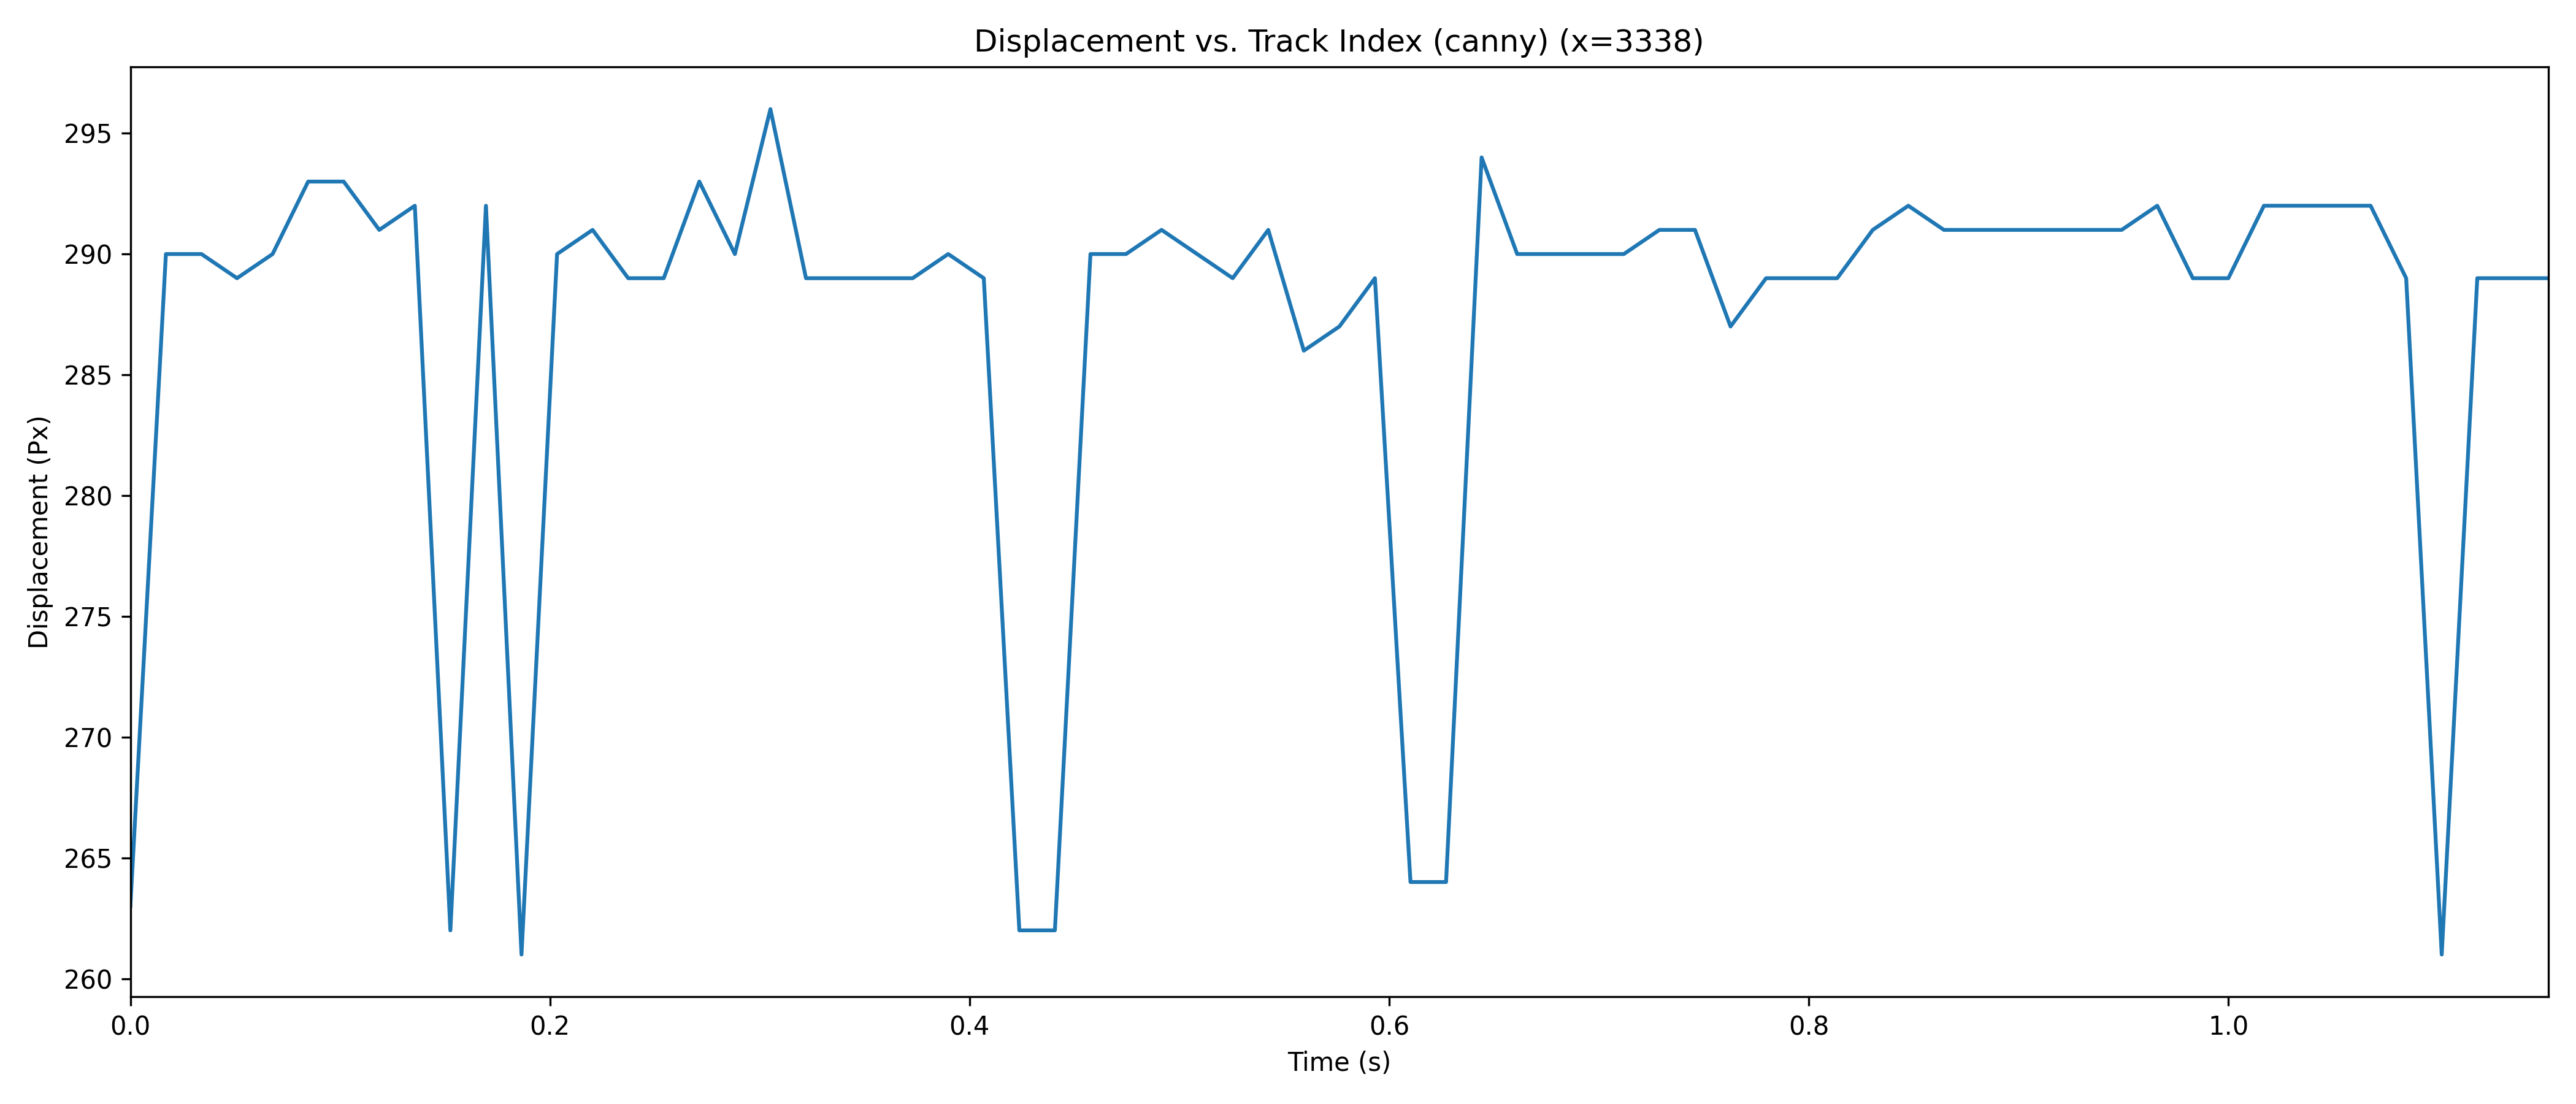 Displacement vs. Track Index (canny) (x=3338)
295
290
285
280
275
270
265
260
Displacement (Px)
0.0 0.2 0.4 0.6 0.8 1.0
Time (s)